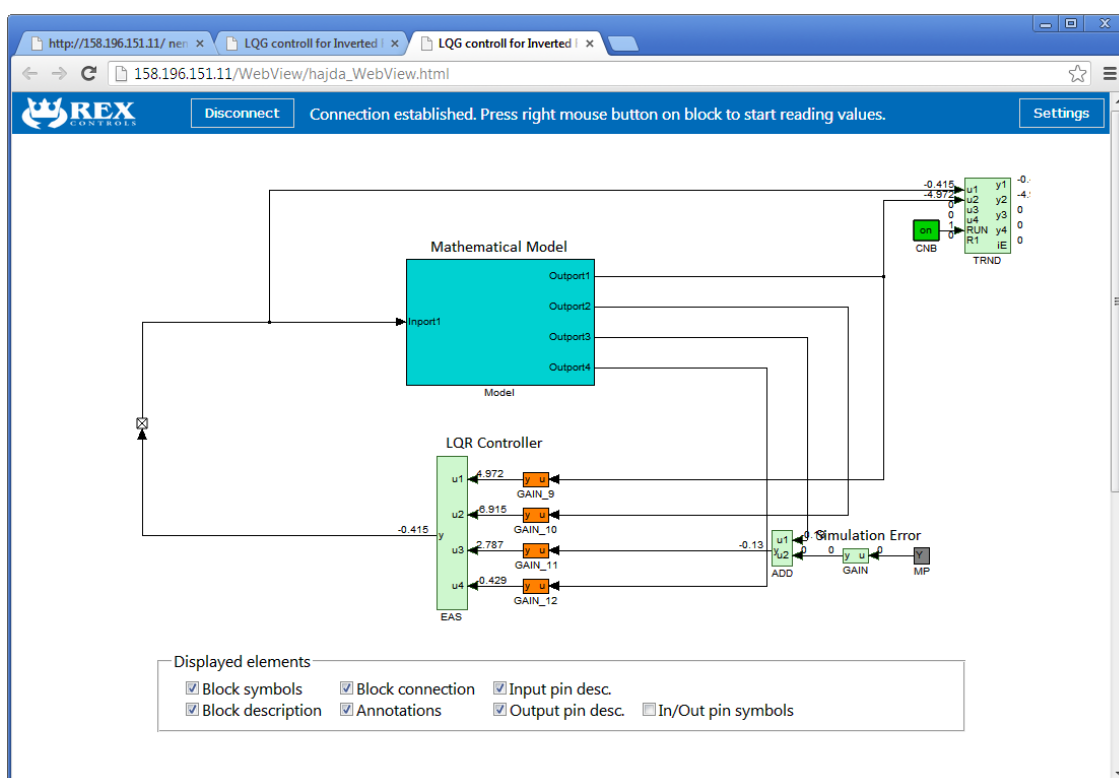 http://158.196.151.11/ nen
LQG controll for Inverted I
LQG controll for Inverted I
158.196.151.11/WebView/hajda_WebView.html
REX
CONTROLS
Disconnect
Connection established. Press right mouse button on block to start reading values.
Settings
-0.415
-4.972
0
0
1
0
u1
u2
u3
u4
RUN
R1
y1
y2
y3
y4
iE
0
0
0
on
CNB
TRND
Mathematical Model
Inport1
Outport1
Outport2
Outport3
Outport4
Model
LQR Controller
-0.415
y
u1
u2
u3
u4
EAS
4.972
-6.915
2.787
-0.429
y u
GAIN_9
y u
GAIN_10
y u
GAIN_11
y u
GAIN_12
-0.13
y
u1
u2
ADD
Simulation Error
0
0
y u
GAIN
0
Y
MP
Displayed elements
Block symbols
Block connection
Input pin desc.
Block description
Annotations
Output pin desc.
In/Out pin symbols